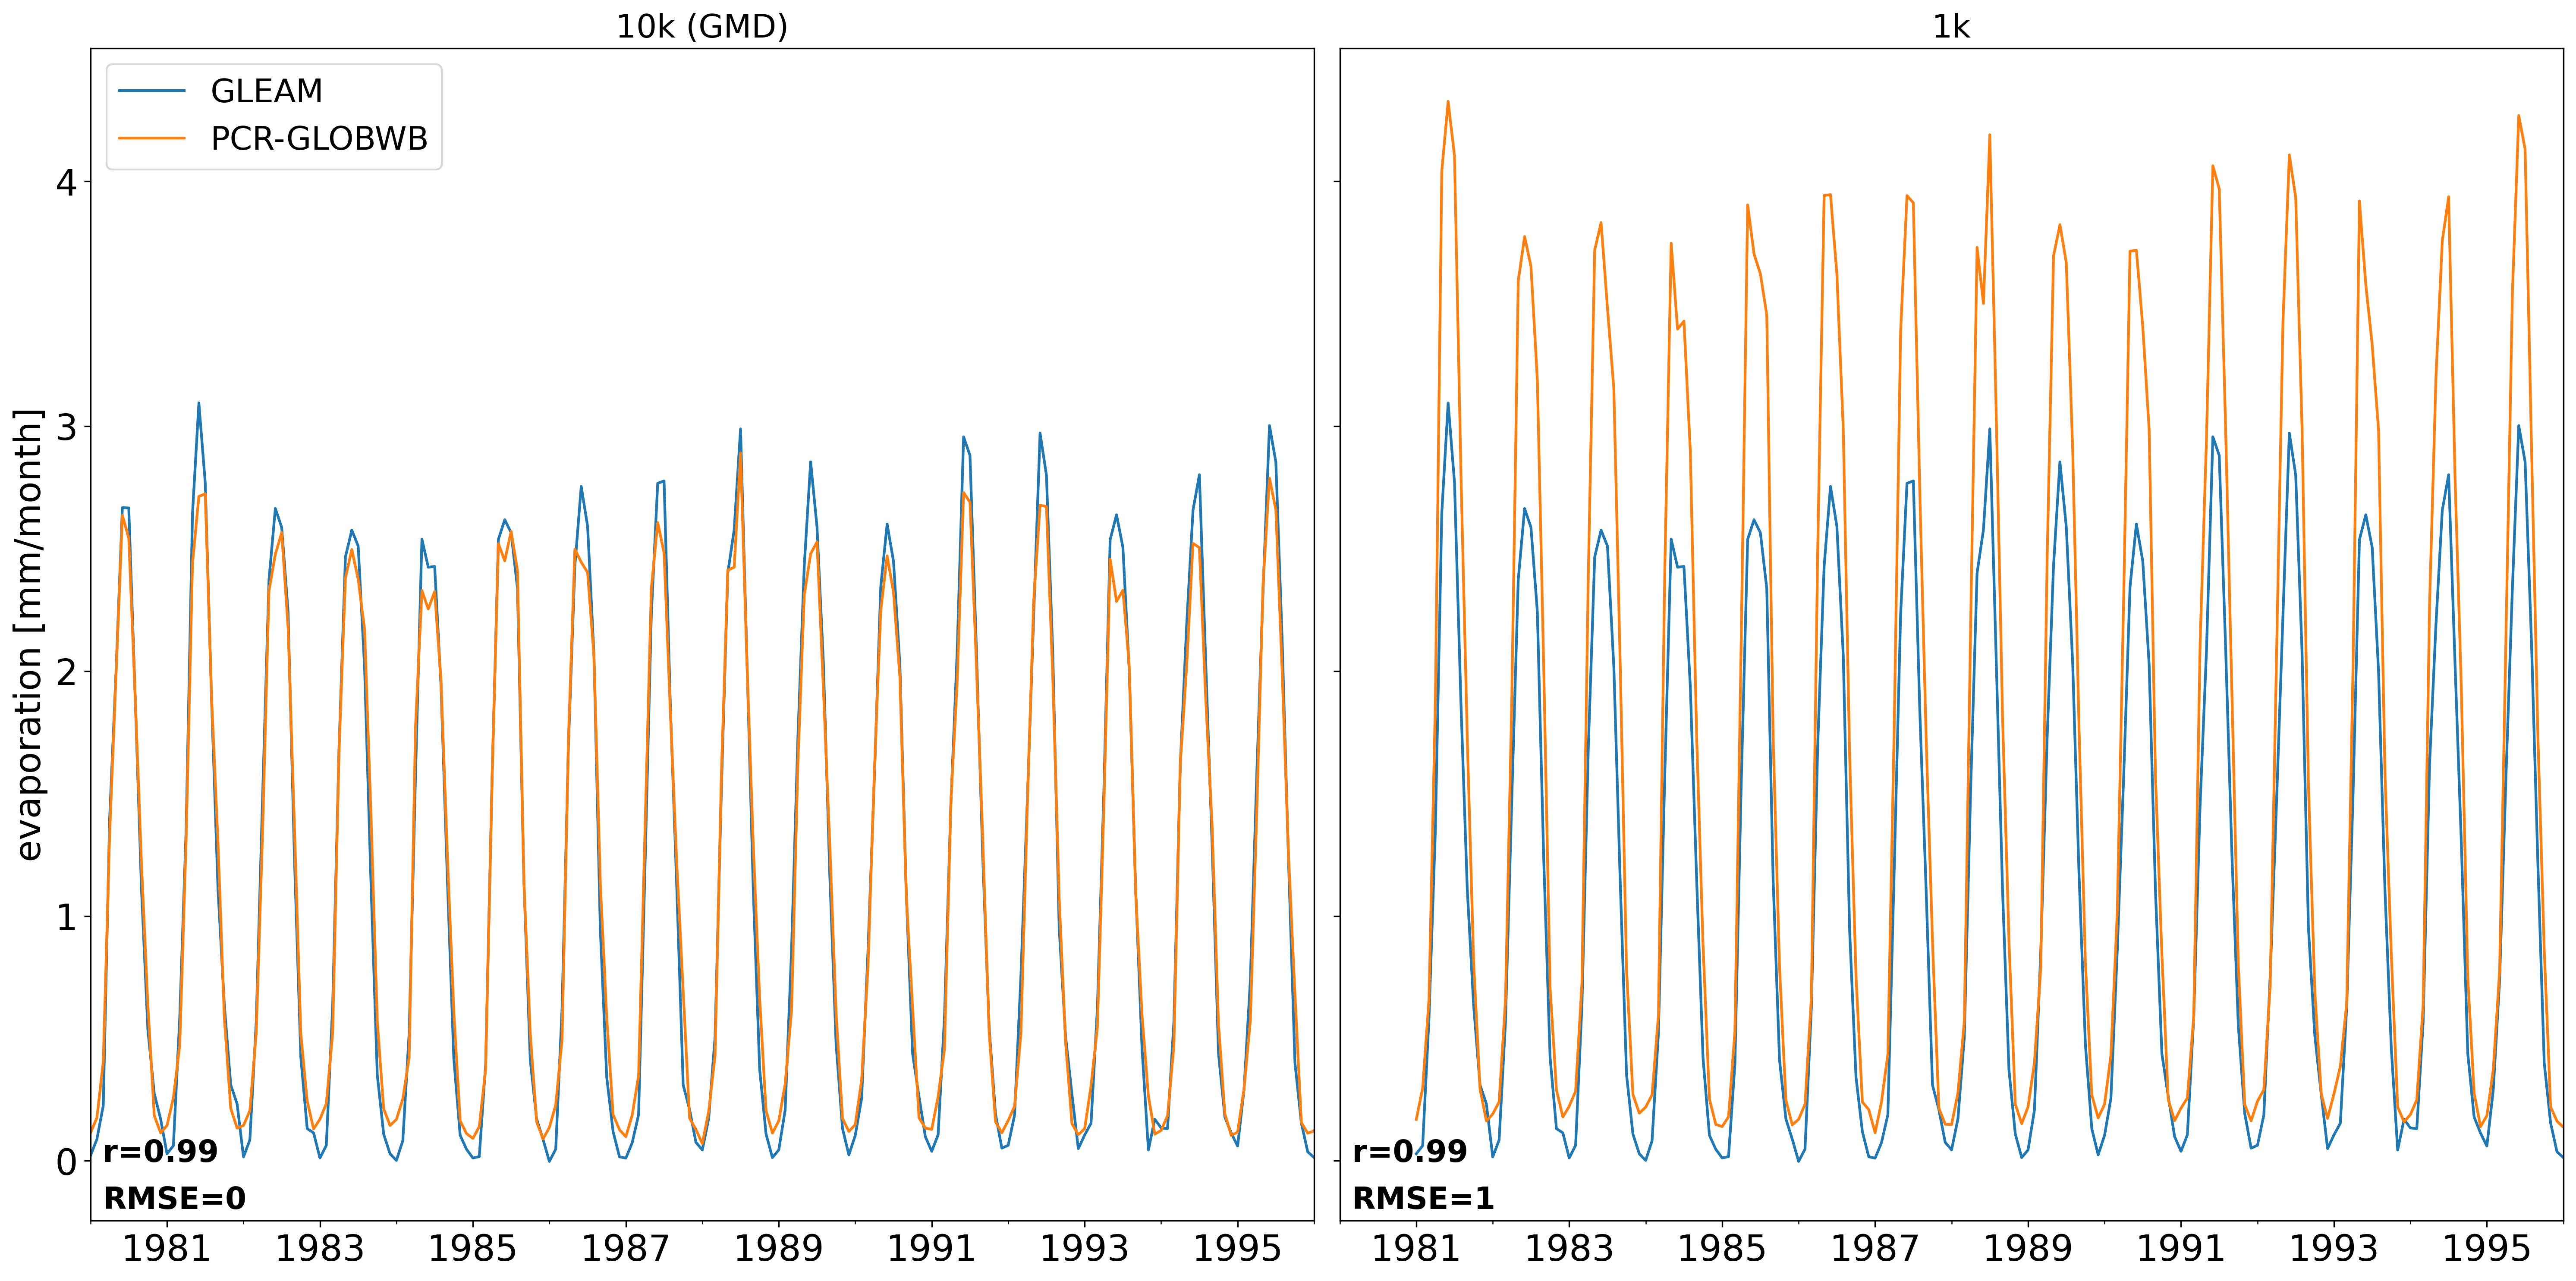 10k (GMD)
1k
GLEAM
PCR-GLOBWB
evaporation [mm/month]
4
3
2
1
0
r=0.99
RMSE=0
r=0.99
RMSE=1
1981 1983 1985 1987 1989 1991 1993 1995
1981 1983 1985 1987 1989 1991 1993 1995